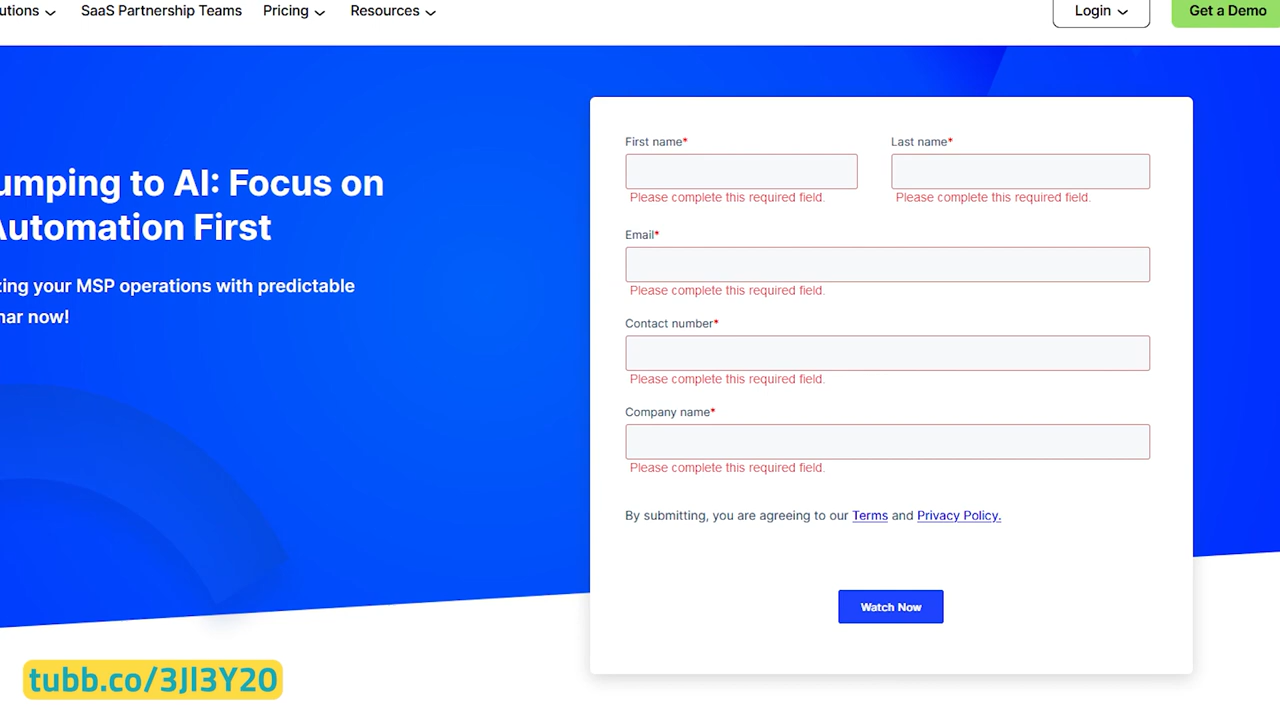 utions
SaaS Partnership Teams
Pricing
Resources
Login
Get a Demo
umping to AI: Focus on
Automation First
zing your MSP operations with predictable
nar now!
First name*
Last name*
Please complete this required field.
Please complete this required field.
Email*
Please complete this required field.
Contact number*
Please complete this required field.
Company name*
Please complete this required field.
By submitting, you are agreeing to our Terms and Privacy Policy.
Watch Now
tubb.co/3Jl3Y2O